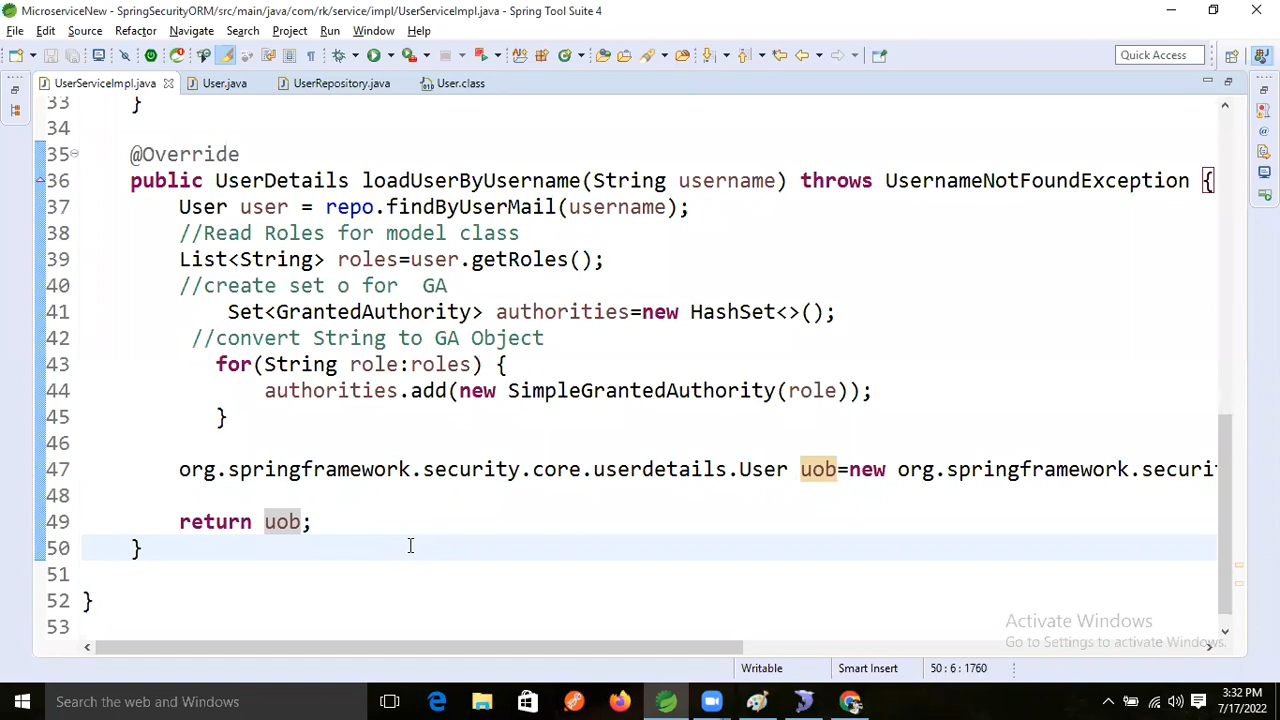 MicroserviceNew - SpringSecurityORM/src/main/java/com/rk/service/impl/UserServiceImpl.java - Spring Tool Suite 4
File Edit Source Refactor Navigate Search Project Run Window Help
Quick Access
UserServiceImpl.java User.java UserRepository.java User.class
33 }
34
35 @Override
36 public UserDetails loadUserByUsername(String username) throws UsernameNotFoundException {
37 User user = repo.findByUserMail(username);
38 //Read Roles for model class
39 List<String> roles=user.getRoles();
40 //create set o for  GA
41 Set<GrantedAuthority> authorities=new HashSet<>();
42 //convert String to GA Object
43 for(String role:roles) {
44 authorities.add(new SimpleGrantedAuthority(role));
45 }
46
47 org.springframework.security.core.userdetails.User uob=new org.springframework.securi
48
49 return uob;
50 }
51
52 }
53
Activate Windows
Go to Settings to activate Windows.
Writable Smart Insert 50 : 6 : 1760
Search the web and Windows
3:32 PM
7/17/2022